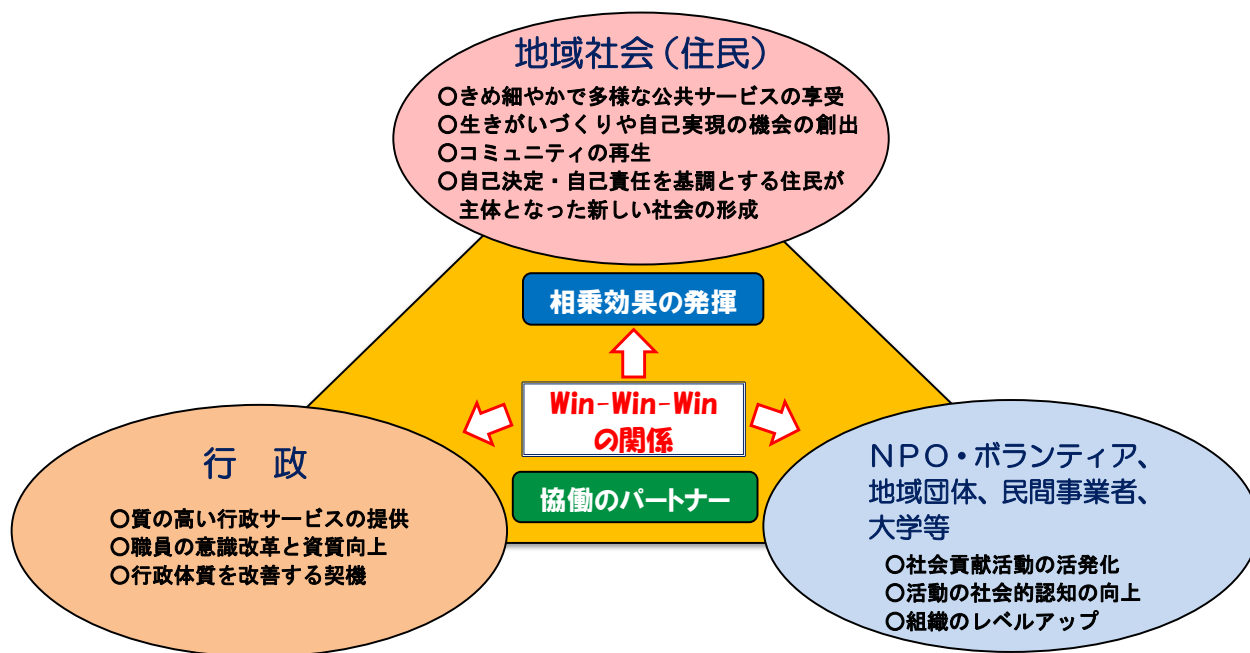 地域社会(住民)
○きめ細やかで多様な公共サービスの享受
○生きがいづくりや自己実現の機会の創出
○コミュニティの再生
○自己決定・自己責任を基調とする住民が
主体となった新しい社会の形成
相乗効果の発揮
Win-Win-Win
の関係
協働のパートナー
行 政
○質の高い行政サービスの提供
○職員の意識改革と資質向上
○行政体質を改善する契機
NPO・ボランティア、
地域団体、民間事業者、
大学等
○社会貢献活動の活発化
○活動の社会的認知の向上
○組織のレベルアップ